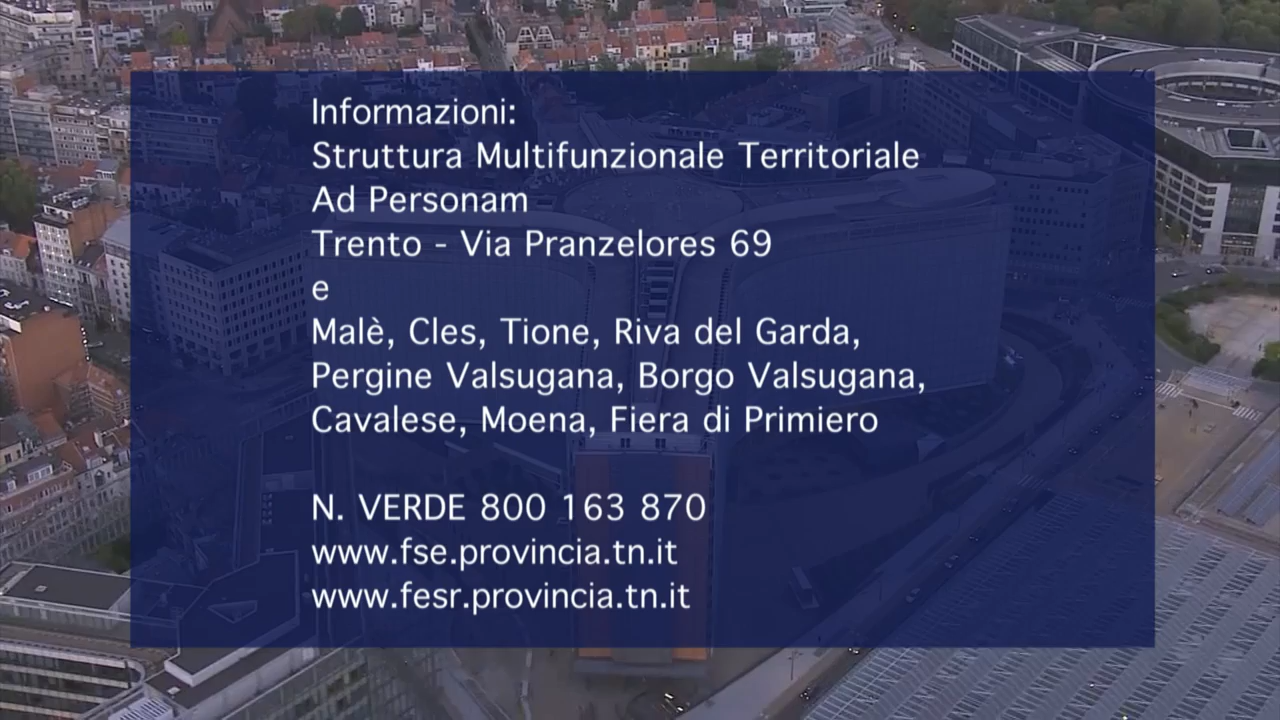 Informazioni:
Struttura Multifunzionale Territoriale
Ad Personam
Trento - Via Pranzelores 69
e
Malè, Cles, Tione, Riva del Garda,
Pergine Valsugana, Borgo Valsugana,
Cavalese, Moena, Fiera di Primiero
N. VERDE 800 163 870
www.fse.provincia.tn.it
www.fesr.provincia.tn.it